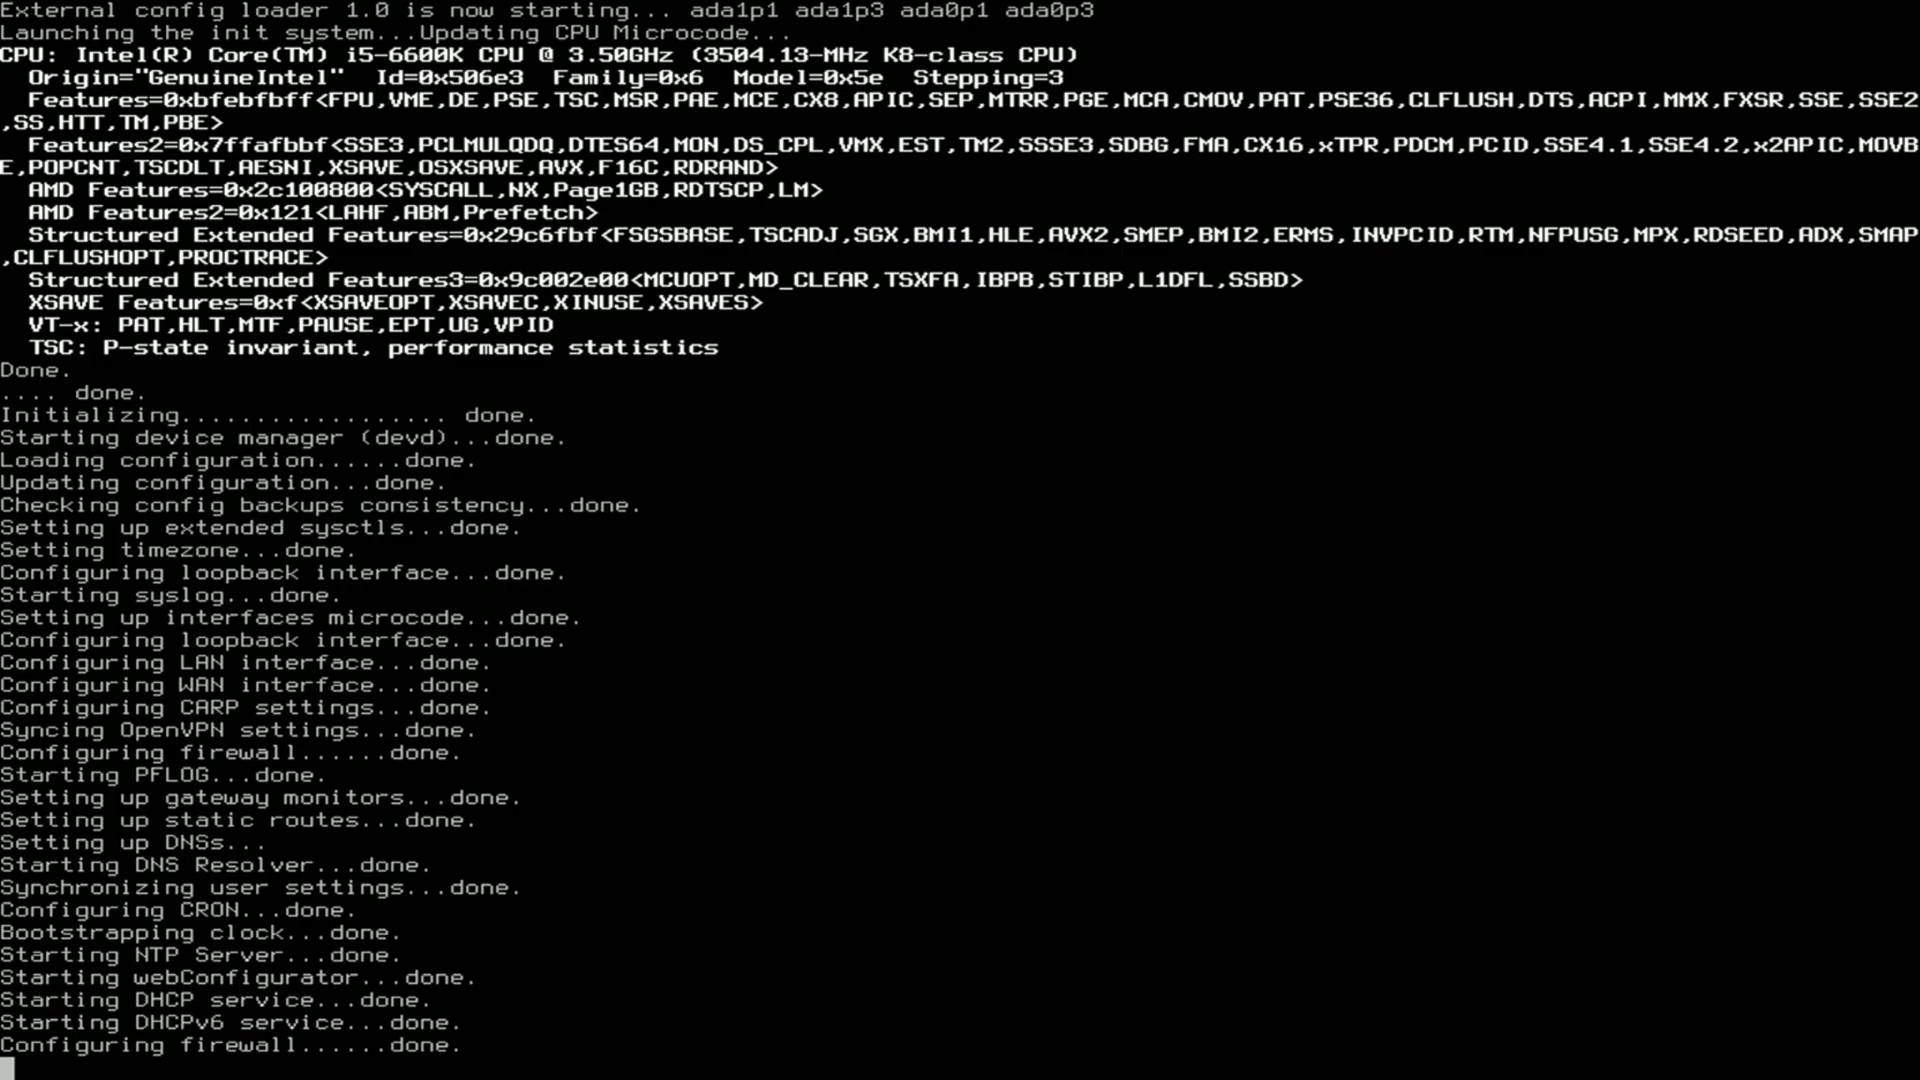 External config loader 1.0 is now starting... ada1p1 ada1p3 ada0p1 ada0p3
Launching the init system...Updating CPU Microcode...
CPU: Intel(R) Core(TM) i5-6600K CPU @ 3.50GHz (3504.13-MHz K8-class CPU)
  Origin="GenuineIntel"  Id=0x506e3  Family=0x6  Model=0x5e  Stepping=3
  Features=0xbfebfbff<FPU,VME,DE,PSE,TSC,MSR,PAE,MCE,CX8,APIC,SEP,MTRR,PGE,MCA,CMOV,PAT,PSE36,CLFLUSH,DTS,ACPI,MMX,FXSR,SSE,SSE2
,SS,HTT,TM,PBE>
  Features2=0x7ffafbbf<SSE3,PCLMULQDQ,DTES64,MON,DS_CPL,VMX,EST,TM2,SSSE3,SDBG,FMA,CX16,xTPR,PDCM,PCID,SSE4.1,SSE4.2,x2APIC,MOVB
E,POPCNT,TSCDLT,AESNI,XSAVE,OSXSAVE,AVX,F16C,RDRAND>
  AMD Features=0x2c100800<SYSCALL,NX,Page1GB,RDTSCP,LM>
  AMD Features2=0x121<LAHF,ABM,Prefetch>
  Structured Extended Features=0x29c6fbf<FSGSBASE,TSCADJ,SGX,BMI1,HLE,AVX2,SMEP,BMI2,ERMS,INVPCID,RTM,NFPUSG,MPX,RDSEED,ADX,SMAP
,CLFLUSHOPT,PROCTRACE>
  Structured Extended Features3=0x9c002e00<MCUOPT,MD_CLEAR,TSXFA,IBPB,STIBP,L1DFL,SSBD>
  XSAVE Features=0xf<XSAVEOPT,XSAVEC,XINUSE,XSAVES>
  VT-x: PAT,HLT,MTF,PAUSE,EPT,UG,VPID
  TSC: P-state invariant, performance statistics
Done.
.... done.
Initializing.................. done.
Starting device manager (devd)...done.
Loading configuration......done.
Updating configuration...done.
Checking config backups consistency...done.
Setting up extended sysctls...done.
Setting timezone...done.
Configuring loopback interface...done.
Starting syslog...done.
Setting up interfaces microcode...done.
Configuring loopback interface...done.
Configuring LAN interface...done.
Configuring WAN interface...done.
Configuring CARP settings...done.
Syncing OpenVPN settings...done.
Configuring firewall......done.
Starting PFLOG...done.
Setting up gateway monitors...done.
Setting up static routes...done.
Setting up DNSs...
Starting DNS Resolver...done.
Synchronizing user settings...done.
Configuring CRON...done.
Bootstrapping clock...done.
Starting NTP Server...done.
Starting webConfigurator...done.
Starting DHCP service...done.
Starting DHCPv6 service...done.
Configuring firewall......done.